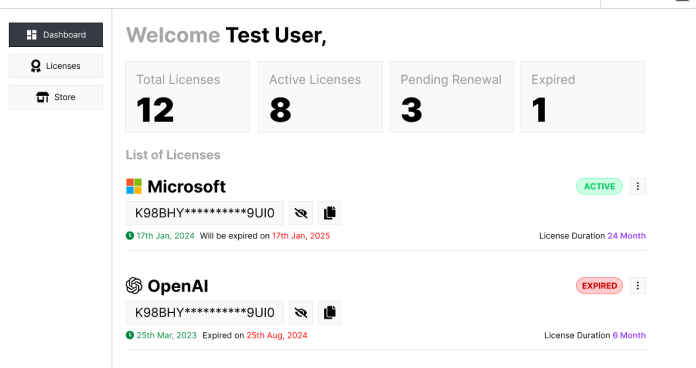 Dashboard
Licenses
Store
Welcome Test User,
Total Licenses
12
Active Licenses
8
Pending Renewal
3
Expired
1
List of Licenses
Microsoft
ACTIVE
K98BHY**********9UI0
17th Jan, 2024 Will be expired on 17th Jan, 2025
License Duration 24 Month
OpenAI
EXPIRED
K98BHY**********9UI0
25th Mar, 2023 Expired on 25th Aug, 2024
License Duration 6 Month